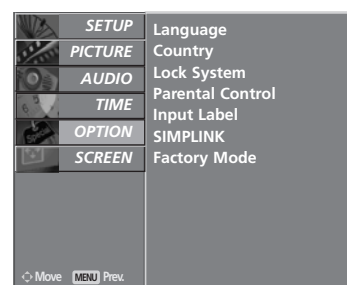 SETUP
PICTURE
AUDIO
TIME
OPTION
SCREEN
Language
Country
Lock System
Parental Control
Input Label
SIMPLINK
Factory Mode
Move MENU Prev.